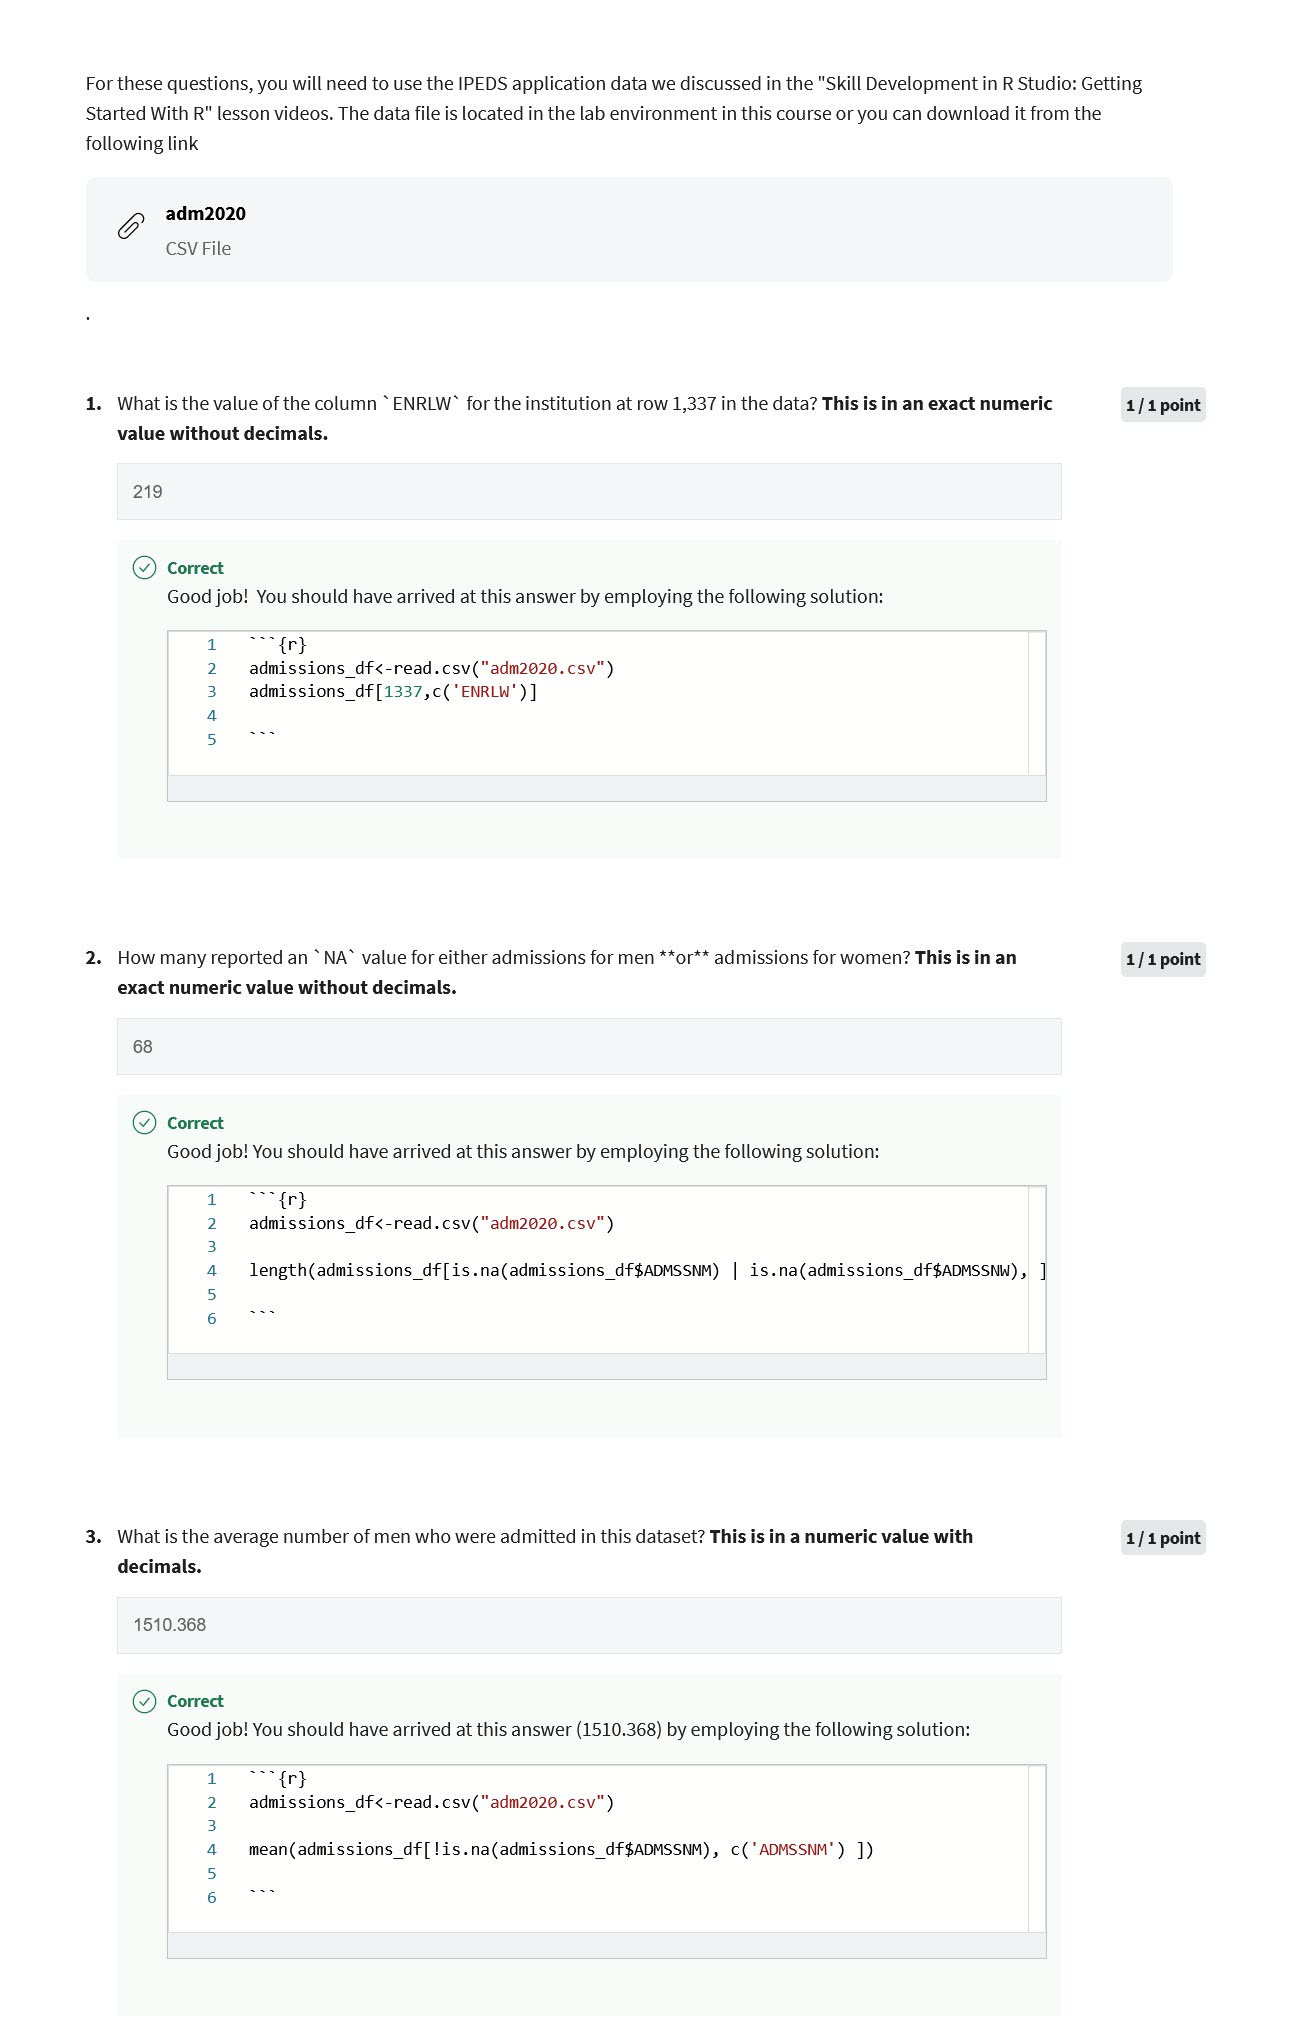 For these questions, you will need to use the IPEDS application data we discussed in the "Skill Development in R Studio: Getting
Started With R" lesson videos. The data file is located in the lab environment in this course or you can download it from the
following link
adm2020
CSV File
.
1. What is the value of the column `ENRLW` for the institution at row 1,337 in the data? This is in an exact numeric
value without decimals.
1 / 1 point
219
Correct
Good job!  You should have arrived at this answer by employing the following solution:
1 ```{r}
2 admissions_df<-read.csv("adm2020.csv")
3 admissions_df[1337,c('ENRLW')]
4
5 ```
2. How many reported an `NA` value for either admissions for men **or** admissions for women? This is in an
exact numeric value without decimals.
1 / 1 point
68
Correct
Good job! You should have arrived at this answer by employing the following solution:
1 ```{r}
2 admissions_df<-read.csv("adm2020.csv")
3
4 length(admissions_df[is.na(admissions_df$ADMSSNM) | is.na(admissions_df$ADMSSNW), ]
5
6 ```
3. What is the average number of men who were admitted in this dataset? This is in a numeric value with
decimals.
1 / 1 point
1510.368
Correct
Good job! You should have arrived at this answer (1510.368) by employing the following solution:
1 ```{r}
2 admissions_df<-read.csv("adm2020.csv")
3
4 mean(admissions_df[!is.na(admissions_df$ADMSSNM), c('ADMSSNM') ])
5
6 ```